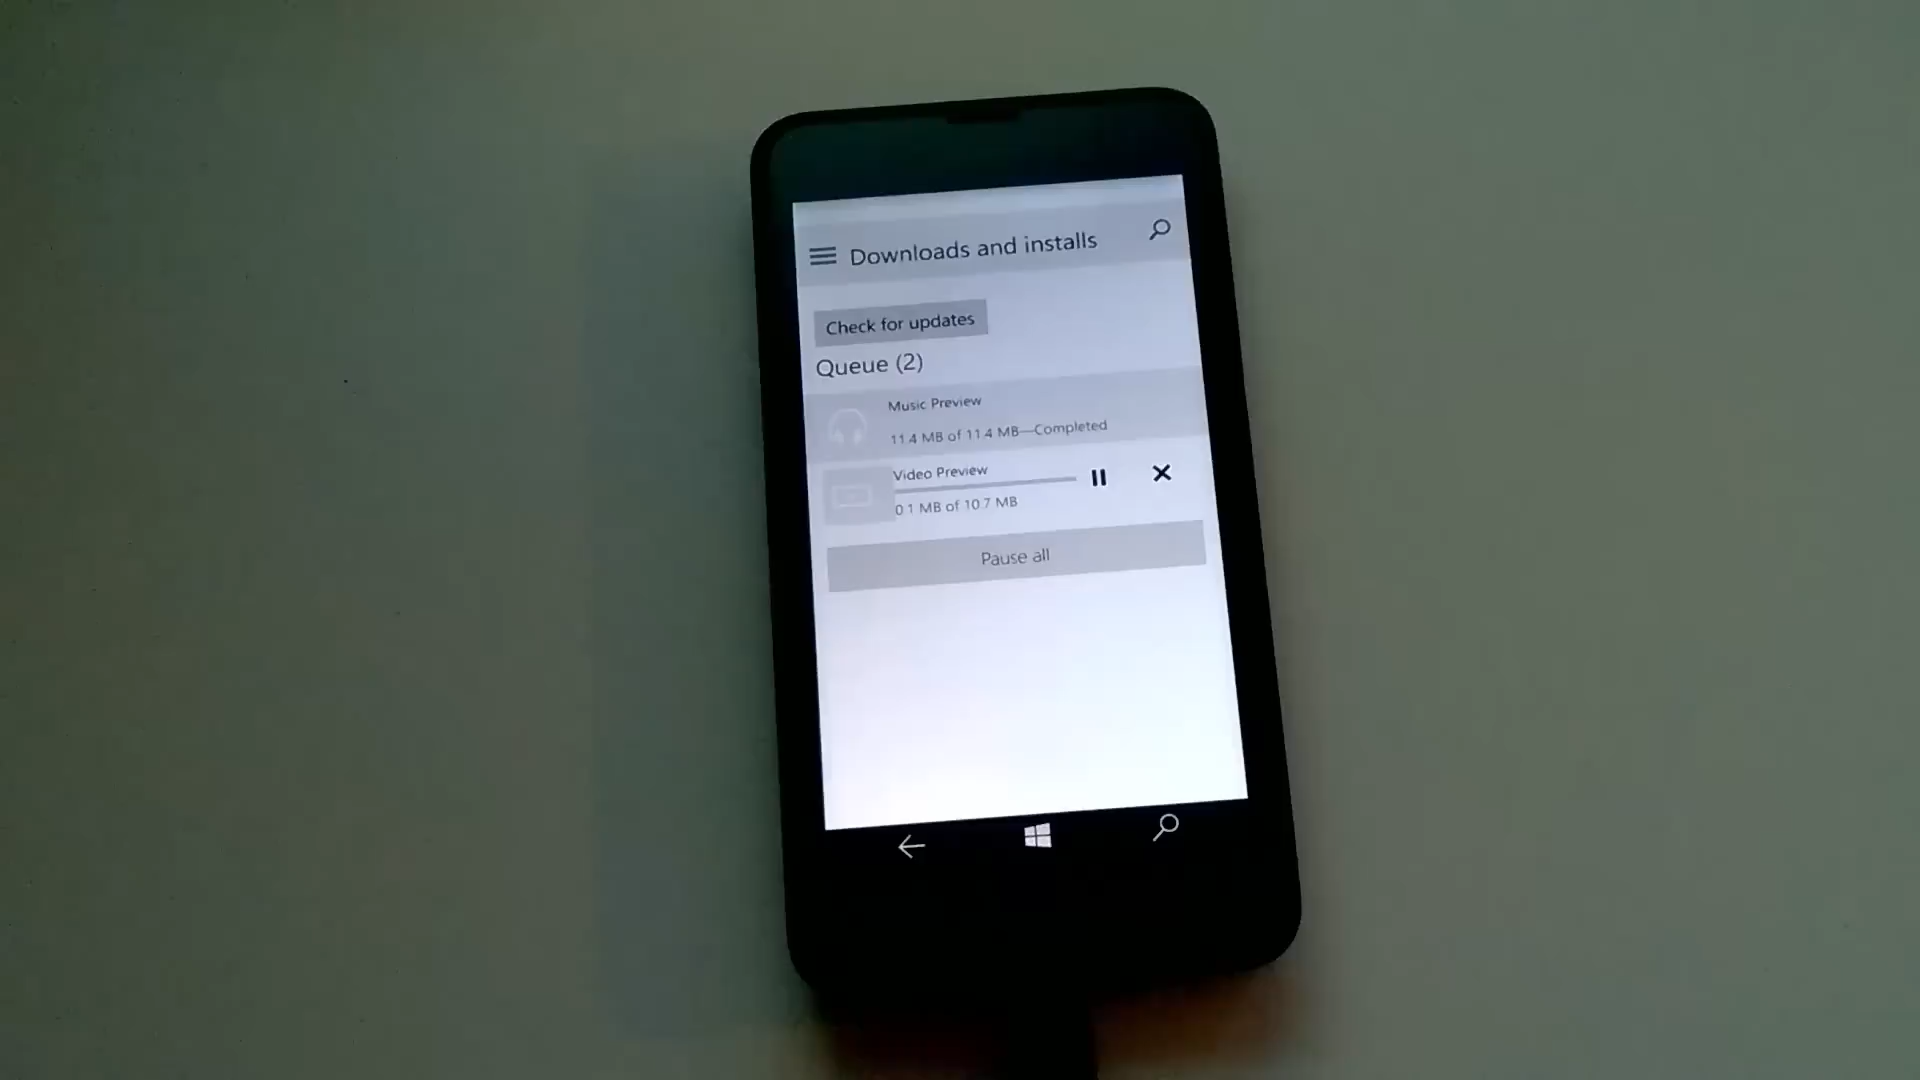 Downloads and installs
Check for updates
Queue (2)
Music Preview
11.4 MB of 11.4 MB—Completed
Video Preview
0.1 MB of 10.7 MB
Pause all